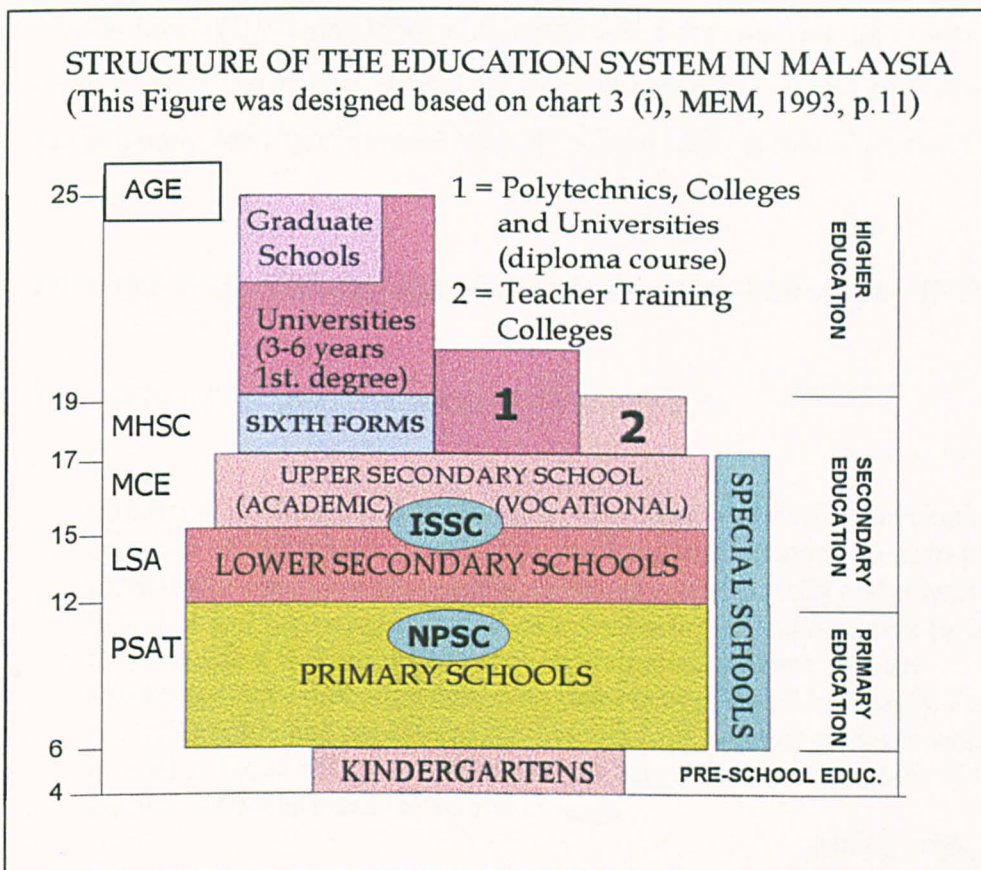 STRUCTURE OF THE EDUCATION SYSTEM IN MALAYSIA
(This Figure was designed based on chart 3 (i), MEM, 1993, p.11)
25
AGE
Graduate
Schools
Universities
(3-6 years
1st. degree)
1 = Polytechnics, Colleges
and Universities
(diploma course)
2 = Teacher Training
Colleges
HIGHER
EDUCATION
19
MHSC
SIXTH FORMS
1
2
17
MCE
UPPER SECONDARY SCHOOL
(ACADEMIC) (VOCATIONAL)
ISSC
15
LSA
LOWER SECONDARY SCHOOLS
SECONDARY
EDUCATION
12
PSAT
NPSC
PRIMARY SCHOOLS
SPECIAL SCHOOLS
PRIMARY
EDUCATION
6
KINDERGARTENS
PRE-SCHOOL EDUC.
4